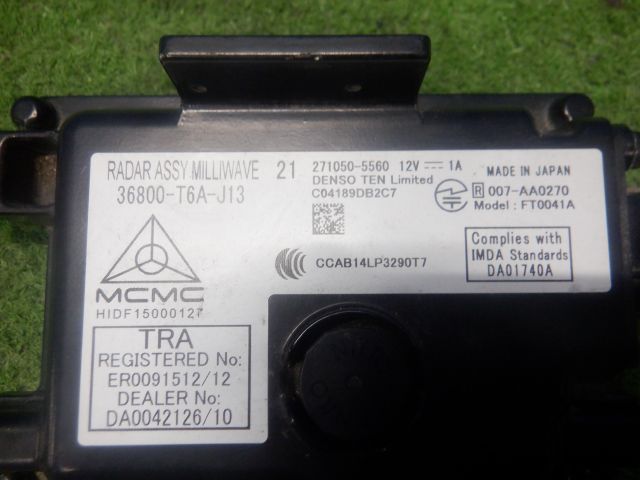 RADAR ASSY MILLIWAVE 21
36800-T6A-J13
271050-5560 12V 1A
DENSO TEN Limited
C04189DB2C7
MADE IN JAPAN
R 007-AA0270
Model : FT0041A
CCAB14LP3290T7
Complies with
IMDA Standards
DA01740A
MCMC
HIDF15000127
TRA
REGISTERED No:
ER0091512/12
DEALER No:
DA0042126/10